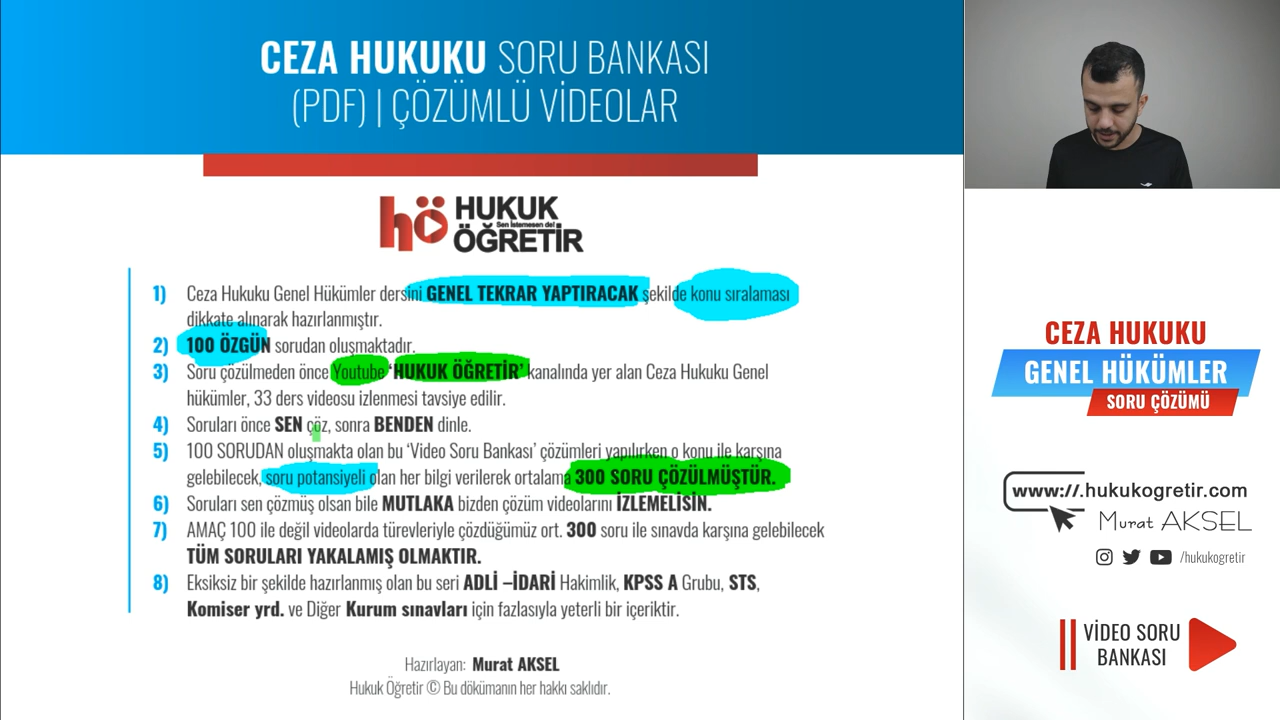 CEZA HUKUKU SORU BANKASI
(PDF) | ÇÖZÜMLÜ VİDEOLAR
hö HUKUK
Sen İstemesen de!
ÖĞRETİR
1) Ceza Hukuku Genel Hükümler dersini GENEL TEKRAR YAPTIRACAK şekilde konu sıralaması
dikkate alınarak hazırlanmıştır.
2) 100 ÖZGÜN sorudan oluşmaktadır.
3) Soru çözülmeden önce Youtube ‘HUKUK ÖĞRETİR’ kanalında yer alan Ceza Hukuku Genel
hükümler, 33 ders videosu izlenmesi tavsiye edilir.
4) Soruları önce SEN çöz, sonra BENDEN dinle.
5) 100 SORUDAN oluşmakta olan bu ‘Video Soru Bankası’ çözümleri yapılırken o konu ile karşına
gelebilecek, soru potansiyeli olan her bilgi verilerek ortalama 300 SORU ÇÖZÜLMÜŞTÜR.
6) Soruları sen çözmüş olsan bile MUTLAKA bizden çözüm videolarını İZLEMELİSİN.
7) AMAÇ 100 ile değil videolarda türevleriyle çözdüğümüz ort. 300 soru ile sınavda karşına gelebilecek
TÜM SORULARI YAKALAMIŞ OLMAKTIR.
8) Eksiksiz bir şekilde hazırlanmış olan bu seri ADLİ –İDARİ Hakimlik, KPSS A Grubu, STS,
Komiser yrd. ve Diğer Kurum sınavları için fazlasıyla yeterli bir içeriktir.
Hazırlayan: Murat AKSEL
Hukuk Öğretir © Bu dökümanın her hakkı saklıdır.
CEZA HUKUKU
GENEL HÜKÜMLER
SORU ÇÖZÜMÜ
www://.hukukogretir.com
Murat AKSEL
/hukukogretir
VİDEO SORU
BANKASI